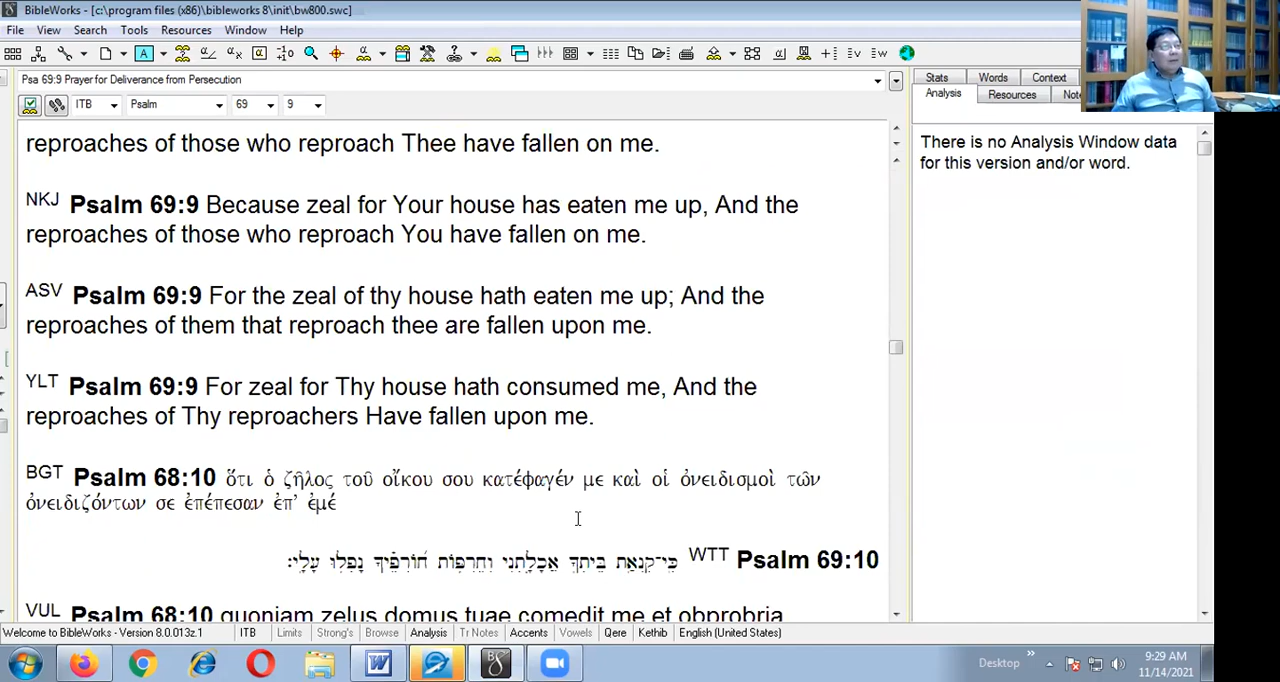 BibleWorks - [c:\program files (x86)\bibleworks 8\init\bw800.swc]
File View Search Tools Resources Window Help
Psa 69:9 Prayer for Deliverance from Persecution
ITB Psalm 69 9
Stats Words Context
Analysis Resources
There is no Analysis Window data
for this version and/or word.
reproaches of those who reproach Thee have fallen on me.
NKJ Psalm 69:9 Because zeal for Your house has eaten me up, And the
reproaches of those who reproach You have fallen on me.
ASV Psalm 69:9 For the zeal of thy house hath eaten me up; And the
reproaches of them that reproach thee are fallen upon me.
YLT Psalm 69:9 For zeal for Thy house hath consumed me, And the
reproaches of Thy reproachers Have fallen upon me.
BGT Psalm 68:10 ὅτι ὁ ζῆλος τοῦ οἴκου σου κατέφαγέν με καὶ οἱ ὀνειδισμοὶ τῶν
ὀνειδιζόντων σε ἐπέπεσαν ἐπ᾽ ἐμέ
WTT Psalm 69:10 כִּֽי־קִנְאַ֣ת בֵּיתְךָ֣ אֲכָלָ֑תְנִי וְחֶרְפּ֥וֹת ח֜וֹרְפֶ֗יךָ נָפְל֥וּ עָלָֽי׃
VUL Psalm 68:10 quoniam zelus domus tuae comedit me et obprobria
Welcome to BibleWorks - Version 8.0.013z.1 ITB Limits Strong's Browse Analysis Tr Notes Accents Vowels Qere Kethib English (United States)
Desktop
9:29 AM
11/14/2021